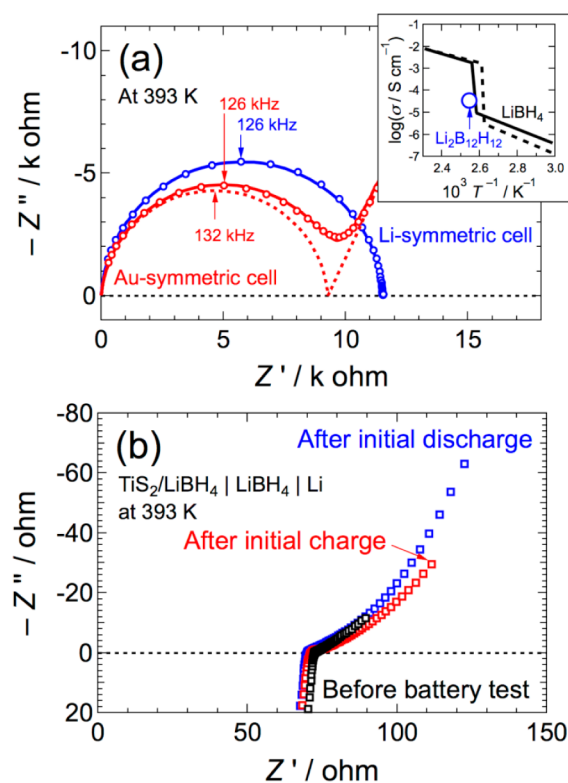 (a)
At 393 K
126 kHz
126 kHz
132 kHz
Li-symmetric cell
Au-symmetric cell
-10
-5
0
− Z '' / k ohm
0
5
10
15
Z ' / k ohm
-1
-2
-3
-4
-5
-6
-7
log(σ / S cm⁻¹)
LiBH₄
Li₂B₁₂H₁₂
2.4
2.6
2.8
3.0
10³ T⁻¹ / K⁻¹
(b)
After initial discharge
TiS₂/LiBH₄ | LiBH₄ | Li
at 393 K
After initial charge
Before battery test
-80
-60
-40
-20
0
20
− Z '' / ohm
0
50
100
150
Z ' / ohm